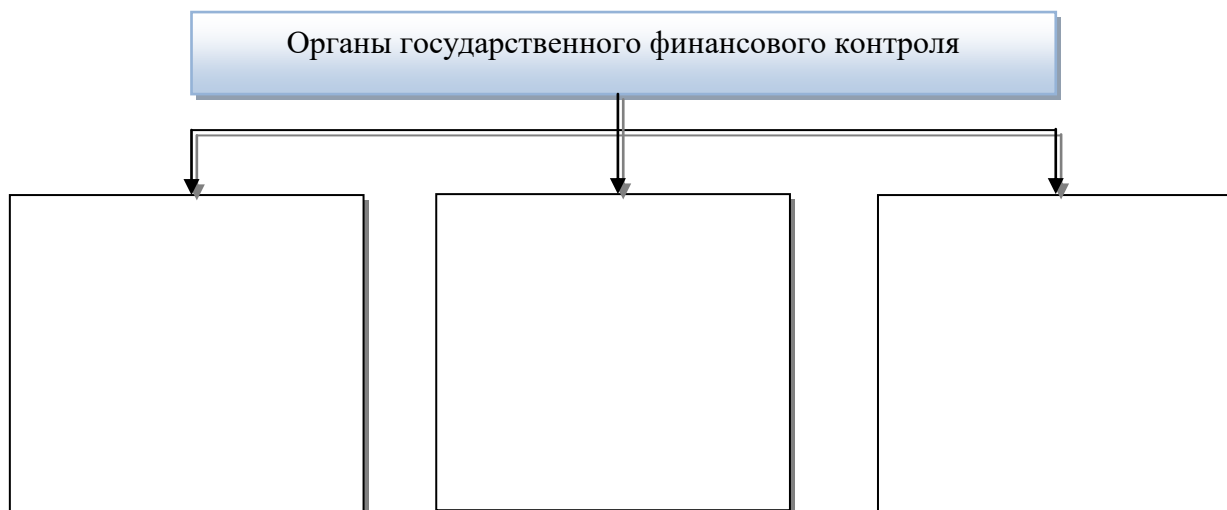 Органы государственного финансового контроля